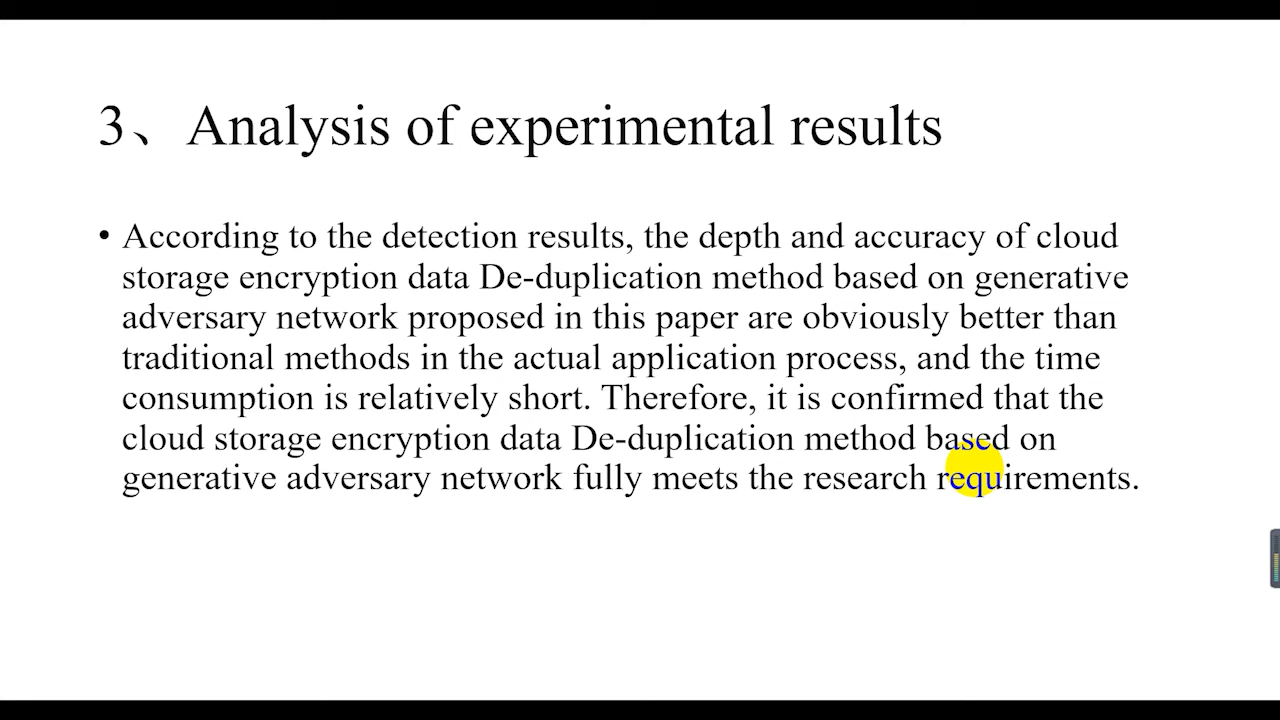 3、Analysis of experimental results
• According to the detection results, the depth and accuracy of cloud
storage encryption data De-duplication method based on generative
adversary network proposed in this paper are obviously better than
traditional methods in the actual application process, and the time
consumption is relatively short. Therefore, it is confirmed that the
cloud storage encryption data De-duplication method based on
generative adversary network fully meets the research requirements.